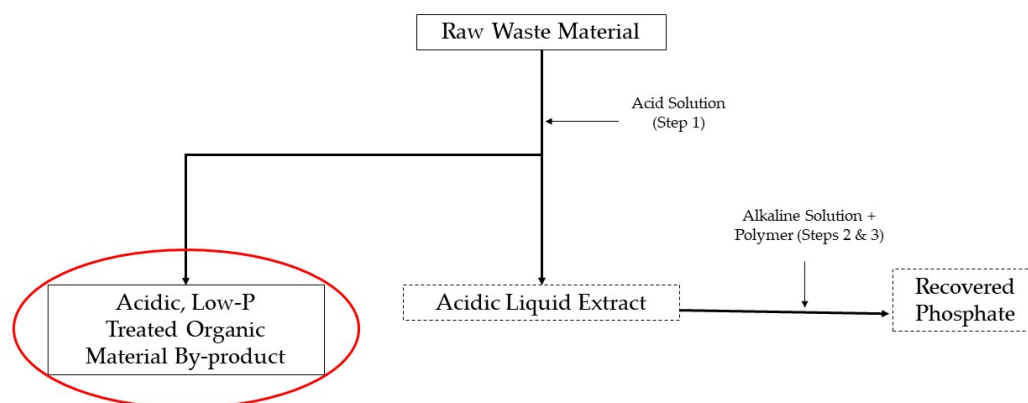 Raw Waste Material
Acid Solution
(Step 1)
Alkaline Solution +
Polymer (Steps 2 & 3)
Acidic, Low-P
Treated Organic
Material By-product
Acidic Liquid Extract
Recovered
Phosphate